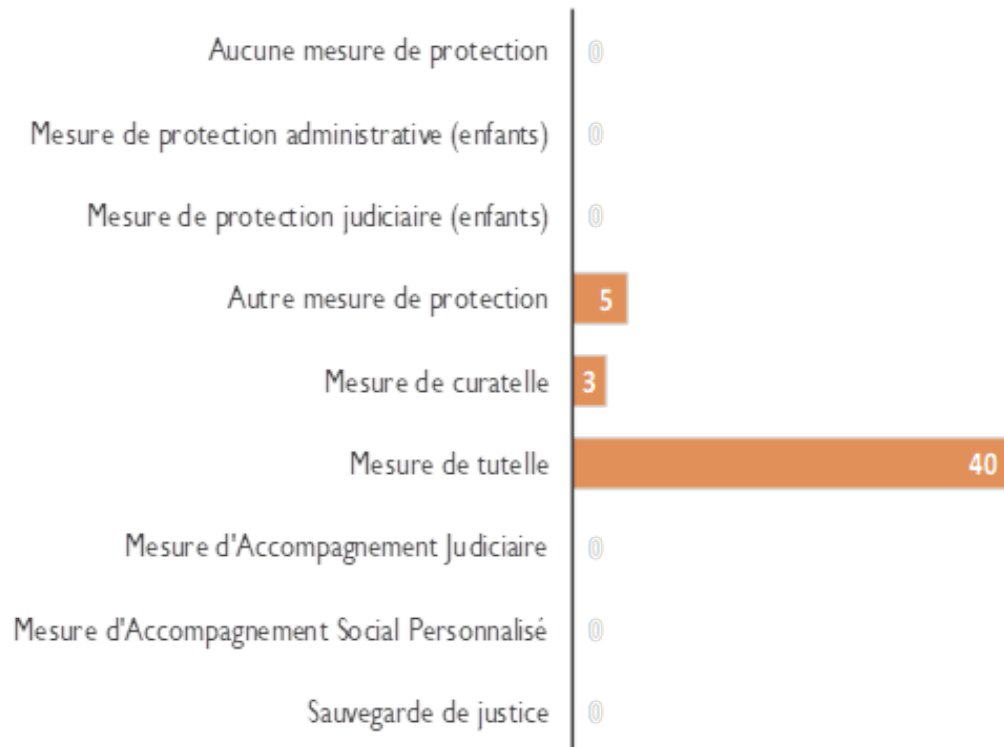 Aucune mesure de protection 0
Mesure de protection administrative (enfants) 0
Mesure de protection judiciaire (enfants) 0
Autre mesure de protection 5
Mesure de curatelle 3
Mesure de tutelle 40
Mesure d'Accompagnement Judiciaire 0
Mesure d'Accompagnement Social Personnalisé 0
Sauvegarde de justice 0